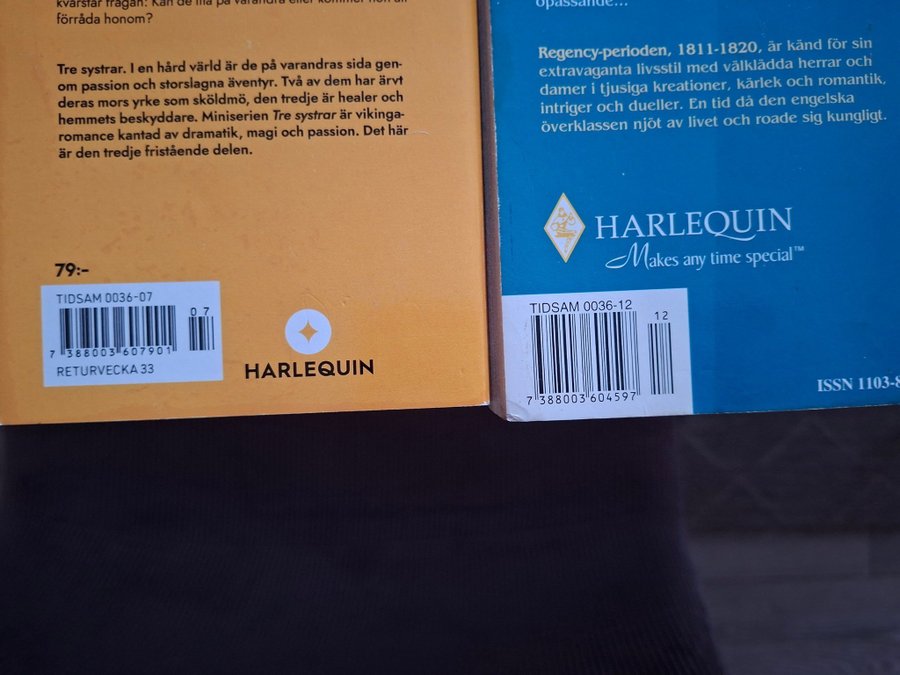 kvarstår frågan: Kan de lita på varandra eller kommer hon att
förråda honom?
Tre systrar. I en hård värld är de på varandras sida gen-
om passion och storslagna äventyr. Två av dem har ärvt
deras mors yrke som sköldmö, den tredje är healer och
hemmets beskyddare. Miniserien Tre systrar är vikinga-
romance kantad av dramatik, magi och passion. Det här
är den tredje fristående delen.
79:-
TIDSAM 0036-07
07
7 388003 607901
RETURVECKA 33
HARLEQUIN
opassande...
Regency-perioden, 1811-1820, är känd för sin
extravaganta livsstil med välklädda herrar och
damer i tjusiga kreationer, kärlek och romantik,
intriger och dueller. En tid då den engelska
överklassen njöt av livet och roade sig kungligt.
HARLEQUIN
Makes any time special™
TIDSAM 0036-12
12
7 388003 604597
ISSN 1103-8